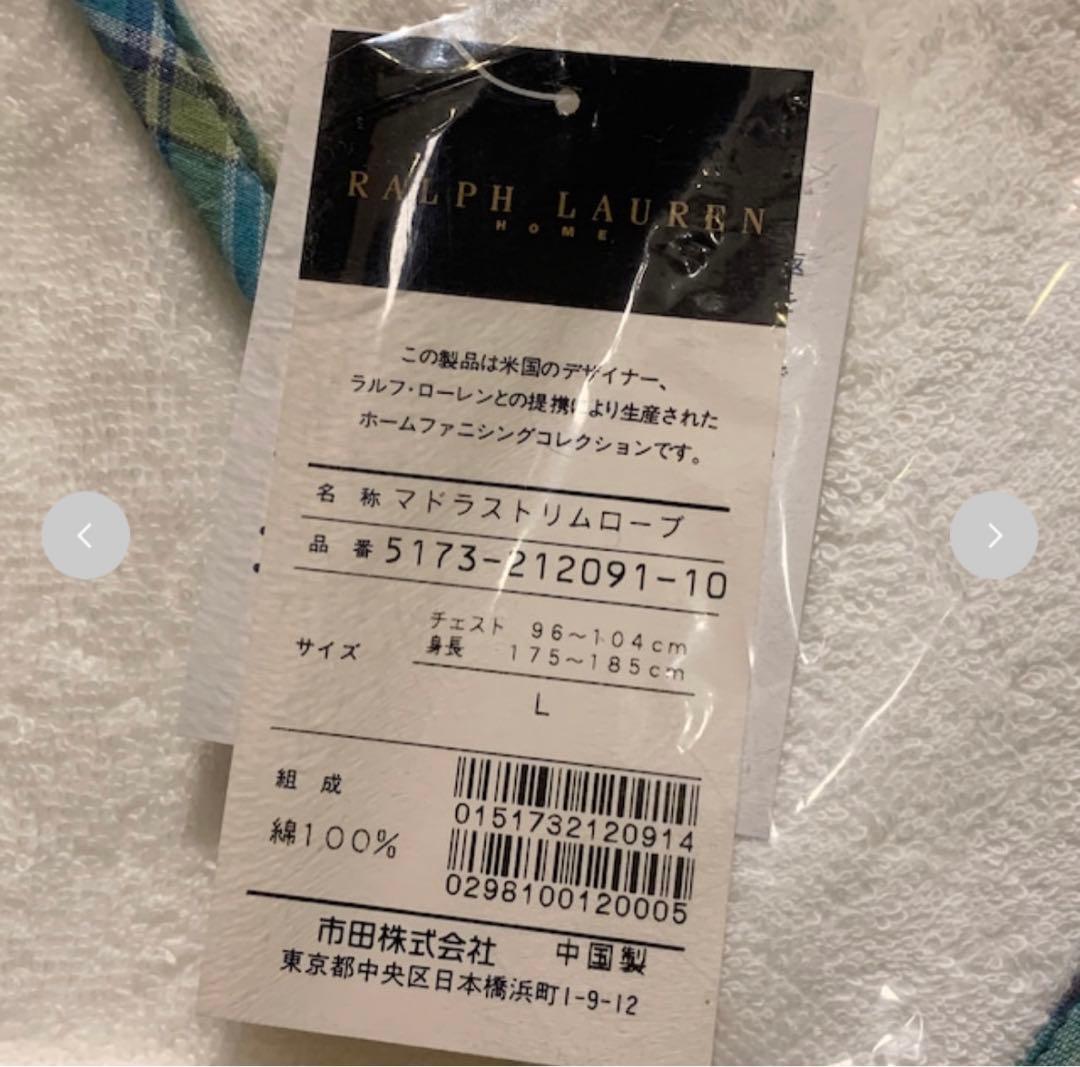 RALPH LAUREN
HOME
この製品は米国のデザイナー、
ラルフ・ローレンとの提携により生産された
ホームファニシングコレクションです。
名 称 マドラストリムローブ
品 番 5173-212091-10
サイズ
チェスト 96～104cm
身長 175～185cm
L
組 成
綿100%
0151732120914
0298100120005
市田株式会社 中国製
東京都中央区日本橋浜町1-9-12